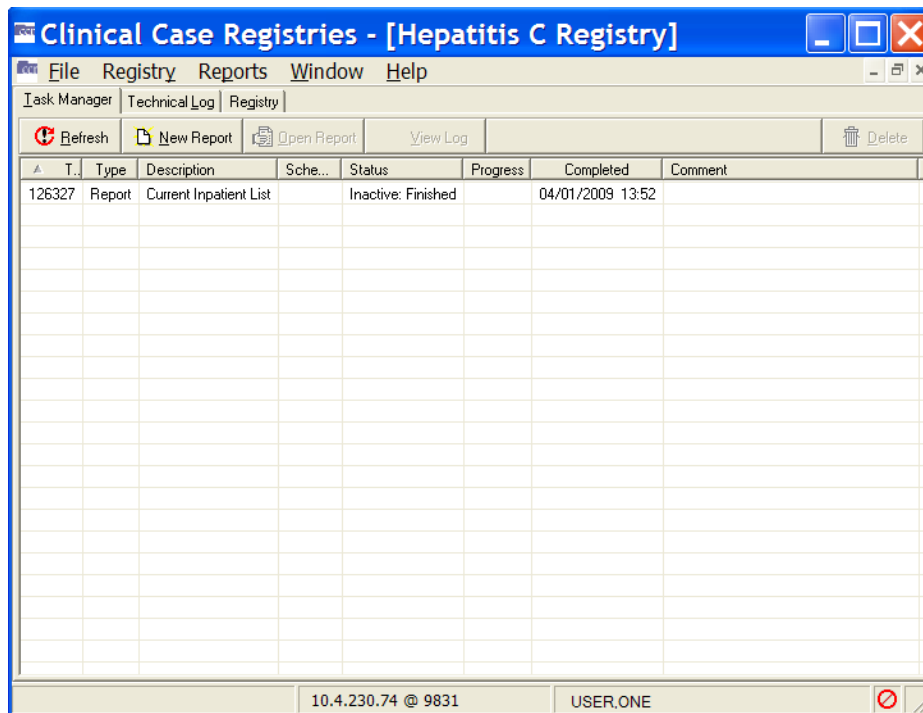 Clinical Case Registries - [Hepatitis C Registry]
File Registry Reports Window Help
Task Manager Technical Log Registry
Refresh New Report Open Report View Log Delete
T.. Type Description Sche... Status Progress Completed Comment
126327 Report Current Inpatient List Inactive: Finished 04/01/2009 13:52
10.4.230.74 @ 9831 USER,ONE